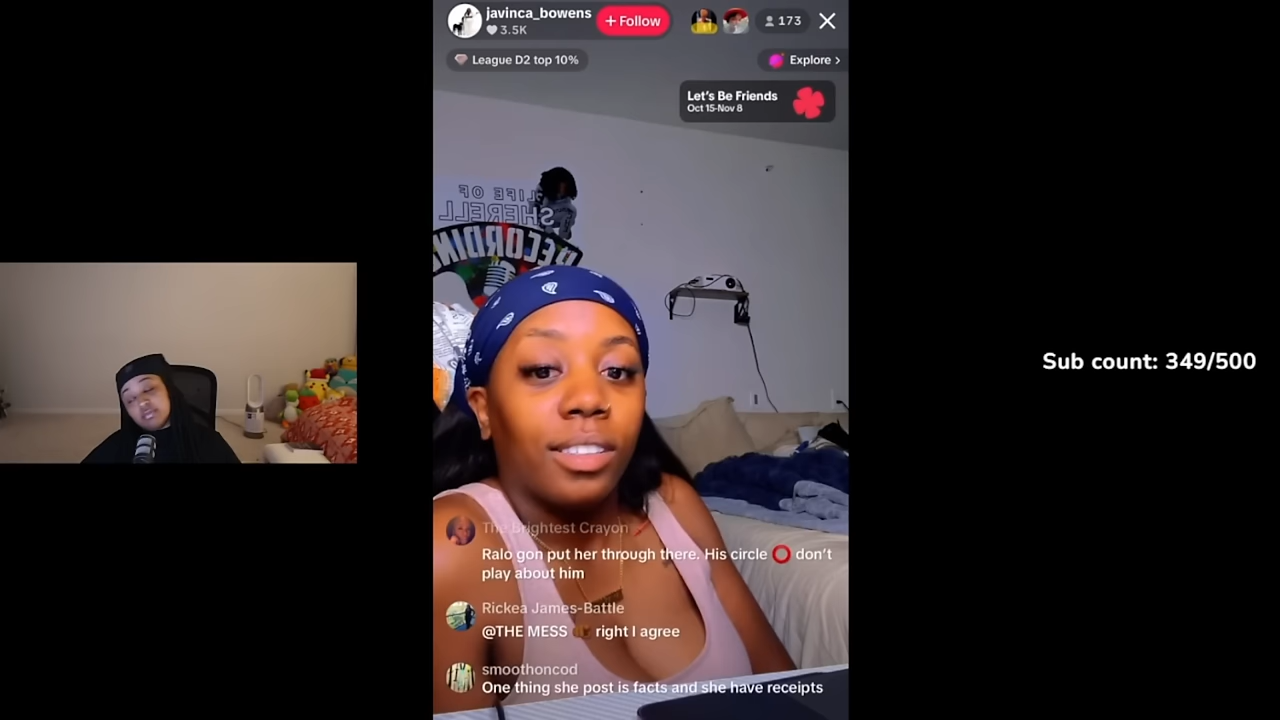 javinca_bowens
+ Follow
3.5K
173
League D2 top 10%
Explore >
Let's Be Friends
Oct 15-Nov 8
LIFE OF
SHERELL
RECORDIN
Sub count: 349/500
The Brightest Crayon
Ralo gon put her through there. His circle ⭕ don't
play about him
Rickea James-Battle
@THE MESS right I agree
smoothoncod
One thing she post is facts and she have receipts